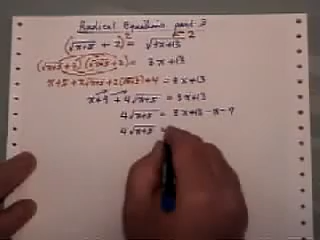 Radical Equations part 3
(√x+5 + 2)² = √3x+13 ²
(√x+5 + 2)(√x+5 + 2) = 3x+13
x+5 + 2√x+5 + 2√x+5 + 4 = 3x+13
x+9 + 4√x+5 = 3x+13
4√x+5 = 3x+13 -x-9
4√x+5 =